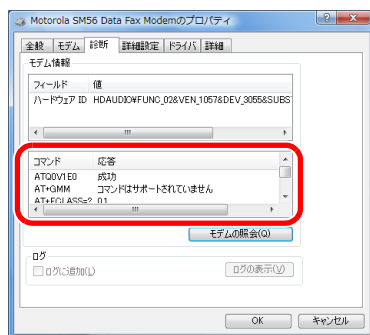 Motorola SM56 Data Fax Modemのプロパティ
全般 モデム 診断 詳細設定 ドライバ 詳細
モデム情報
フィールド 値
ハードウェア ID HDAUDIO¥FUNC_02&VEN_1057&DEV_3055&SUBS
コマンド 応答
ATQ0V1E0 成功
AT+GMM コマンドはサポートされていません
AT+FCLASS=? 0,1
モデムの照会(Q)
ログ
ログに追加(L) ログの表示(V)
OK キャンセル